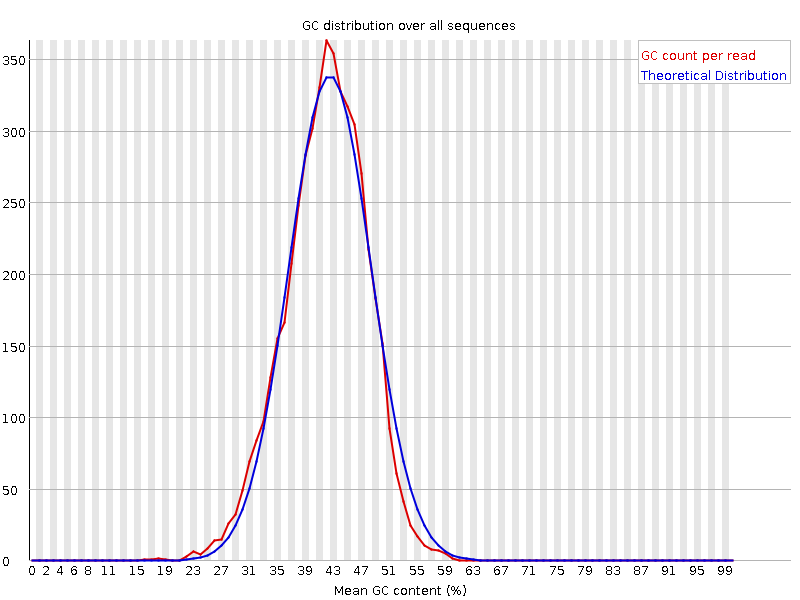 GC distribution over all sequences
GC count per read
Theoretical Distribution
350
300
250
200
150
100
50
0
0 2 4 6 8 11 15 19 23 27 31 35 39 43 47 51 55 59 63 67 71 75 79 83 87 91 95 99
Mean GC content (%)